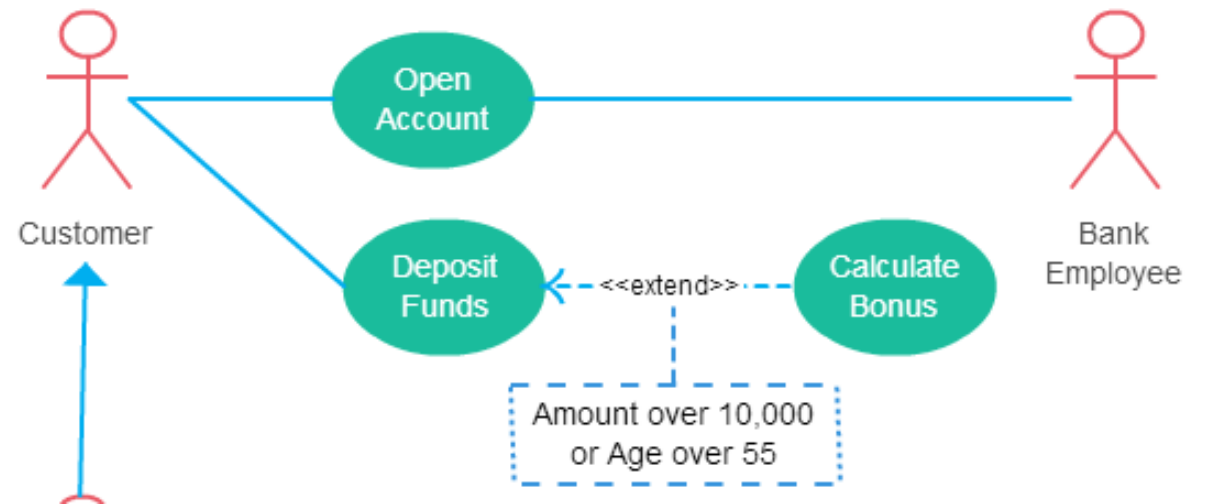 Open
Account
Customer
Bank
Employee
Deposit
Funds
<<extend>>
Calculate
Bonus
Amount over 10,000
or Age over 55